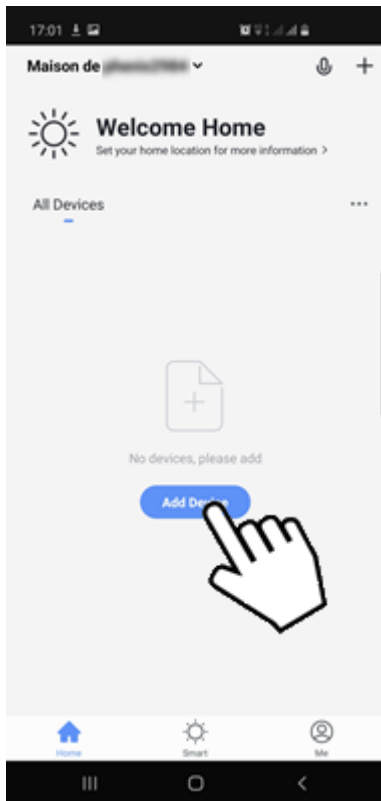 17:01
Maison de
Welcome Home
Set your home location for more information >
All Devices
No devices, please add
Add Device
Home
Smart
Me